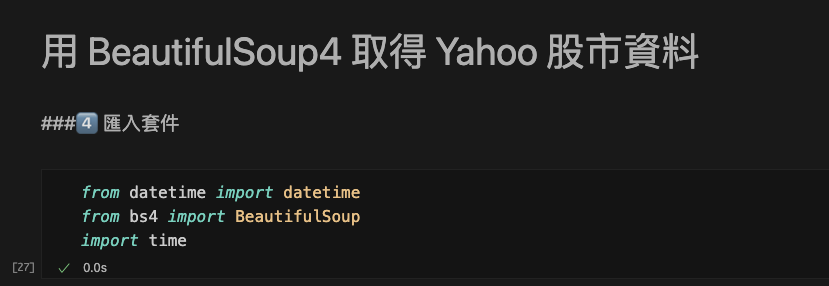 用 BeautifulSoup4 取得 Yahoo 股市資料
###4️⃣ 匯入套件
from datetime import datetime
from bs4 import BeautifulSoup
import time
[27] ✓ 0.0s